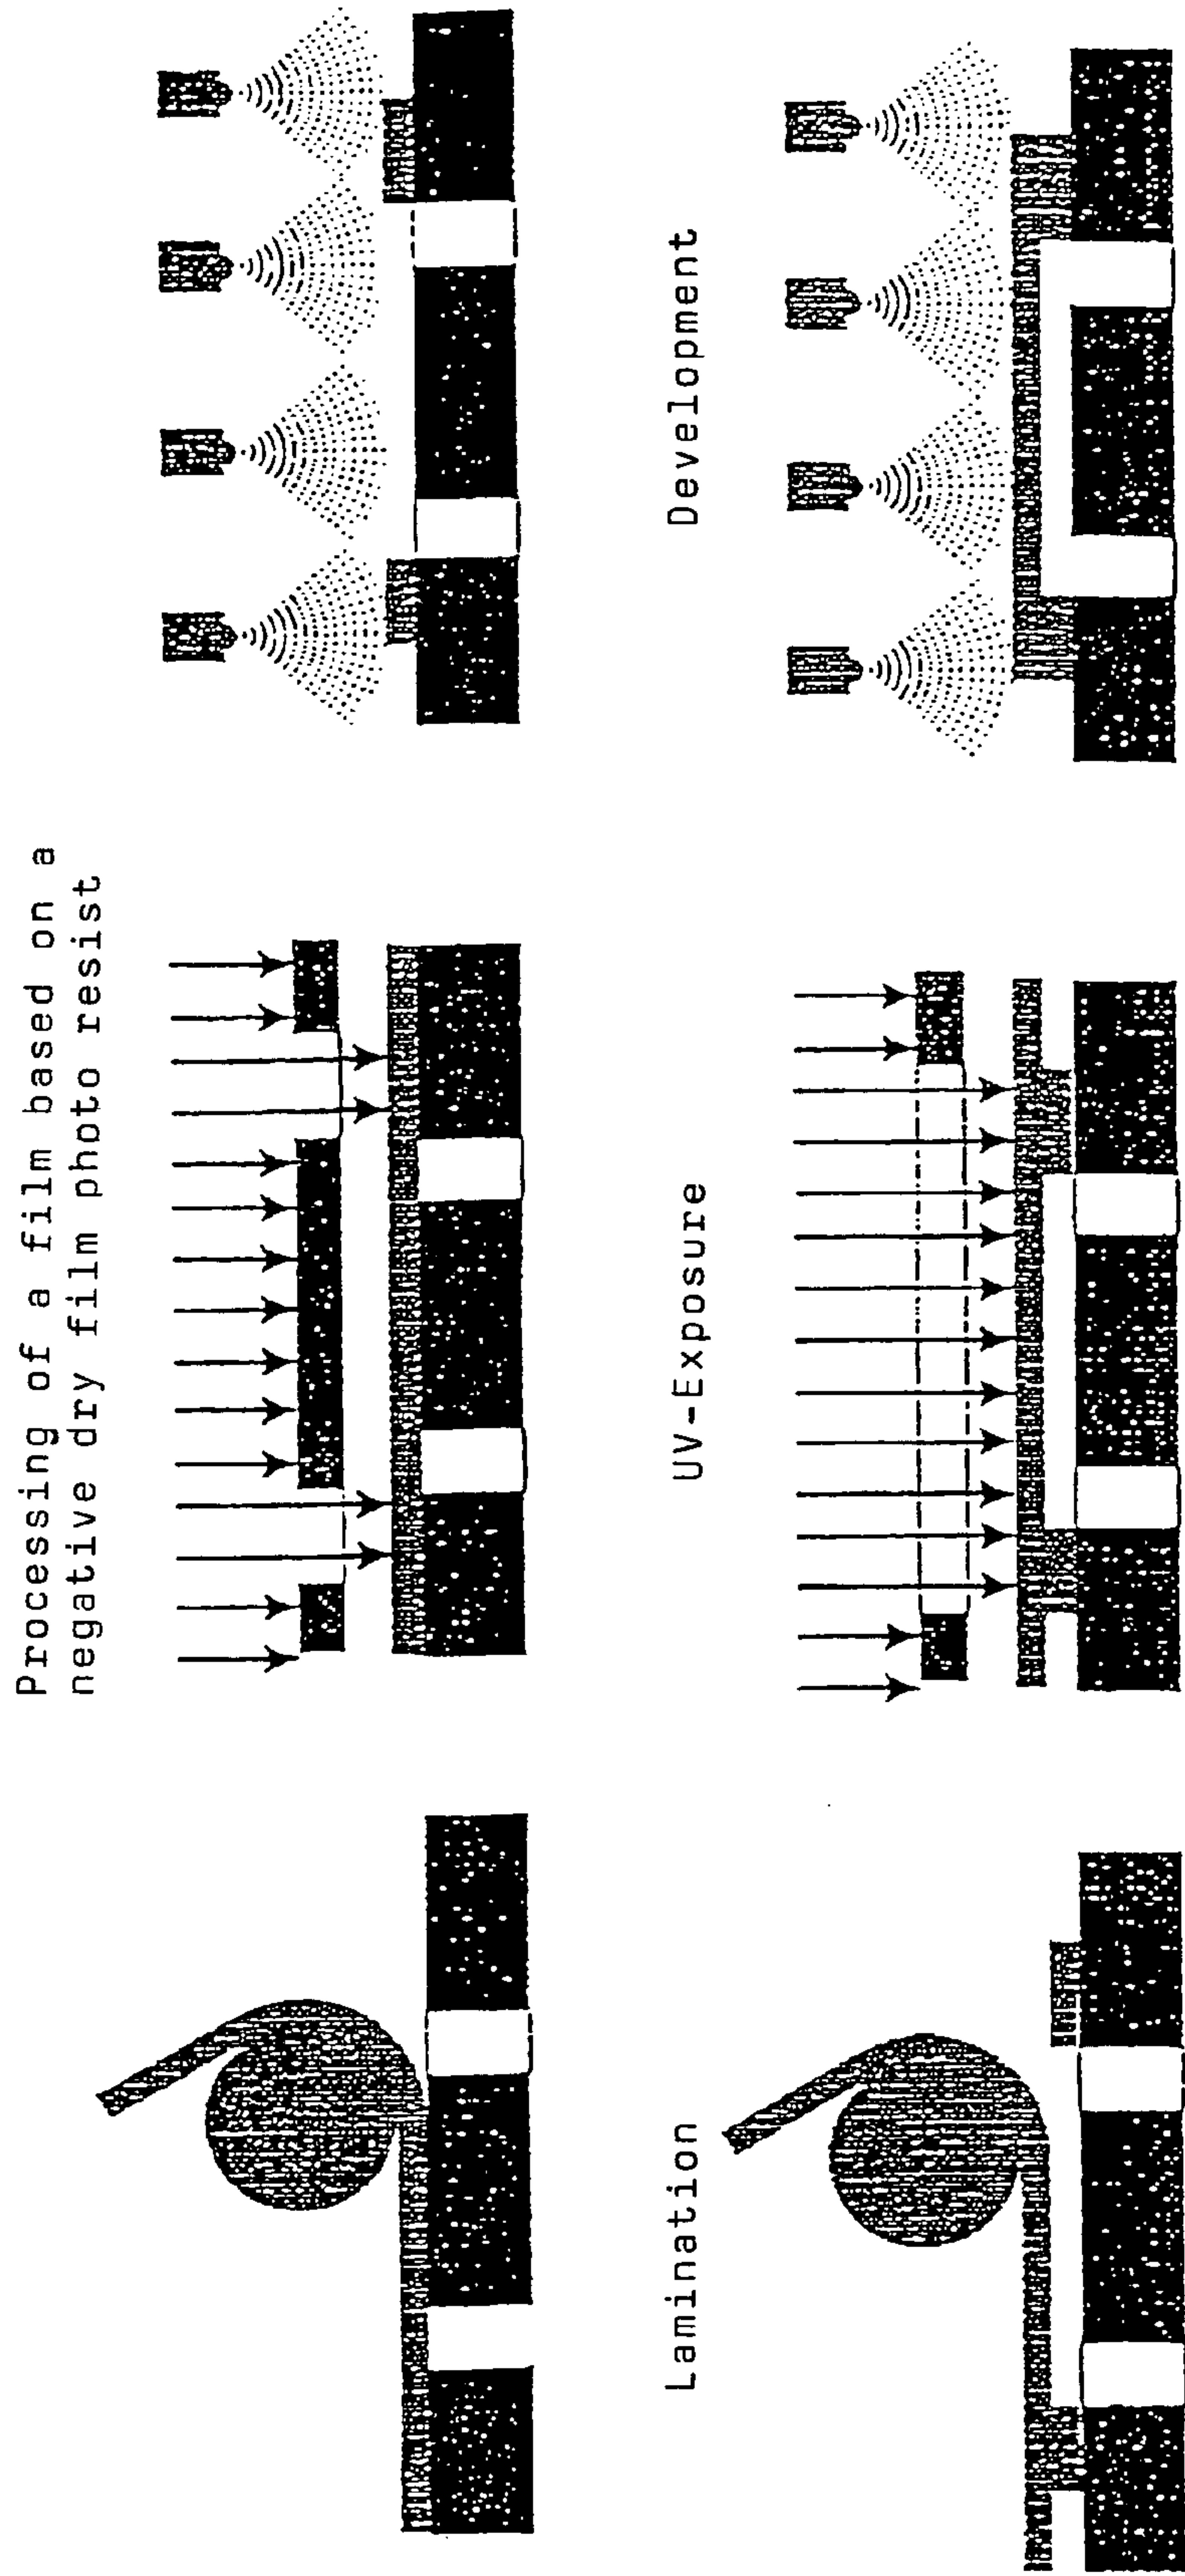 Processing of a film based on a
negative dry film photo resist
Lamination
UV-Exposure
Development